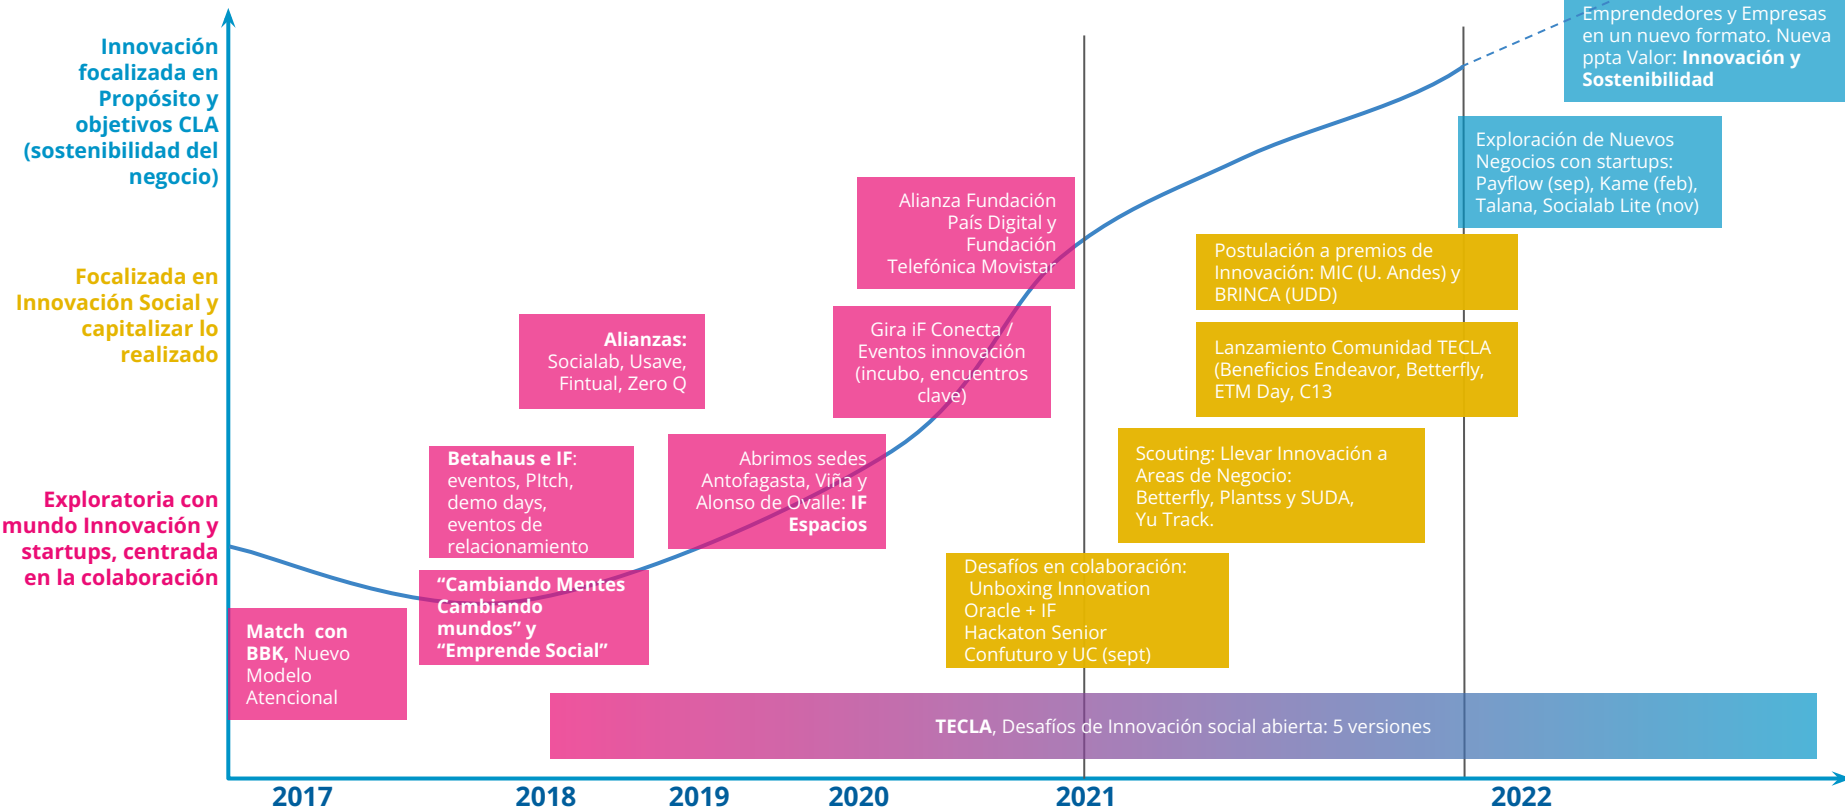 Innovación
focalizada en
Propósito y
objetivos CLA
(sostenibilidad del
negocio)
Focalizada en
Innovación Social y
capitalizar lo
realizado
Exploratoria con
mundo Innovación y
startups, centrada
en la colaboración
Emprendedores y Empresas
en un nuevo formato. Nueva
ppta Valor: Innovación y
Sostenibilidad
Exploración de Nuevos
Negocios con startups:
Payflow (sep), Kame (feb),
Talana, Socialab Lite (nov)
Alianza Fundación
País Digital y
Fundación
Telefónica Movistar
Postulación a premios de
Innovación: MIC (U. Andes) y
BRINCA (UDD)
Gira iF Conecta /
Eventos innovación
(incubo, encuentros
clave)
Lanzamiento Comunidad TECLA
(Beneficios Endeavor, Betterfly,
ETM Day, C13
Alianzas:
Socialab, Usave,
Fintual, Zero Q
Betahaus e IF:
eventos, PItch,
demo days,
eventos de
relacionamiento
Abrimos sedes
Antofagasta, Viña y
Alonso de Ovalle: IF
Espacios
Scouting: Llevar Innovación a
Areas de Negocio:
Betterfly, Plantss y SUDA,
Yu Track.
Desafíos en colaboración:
Unboxing Innovation
Oracle + IF
Hackaton Senior
Confuturo y UC (sept)
“Cambiando Mentes
Cambiando
mundos” y
“Emprende Social”
Match con
BBK, Nuevo
Modelo
Atencional
TECLA, Desafíos de Innovación social abierta: 5 versiones
2017 2018 2019 2020 2021 2022